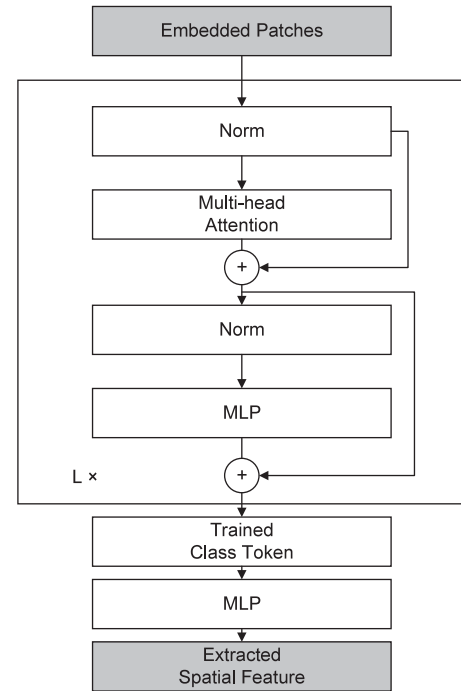 Embedded Patches
Norm
Multi-head
Attention
+
Norm
MLP
+
L ×
Trained
Class Token
MLP
Extracted
Spatial Feature